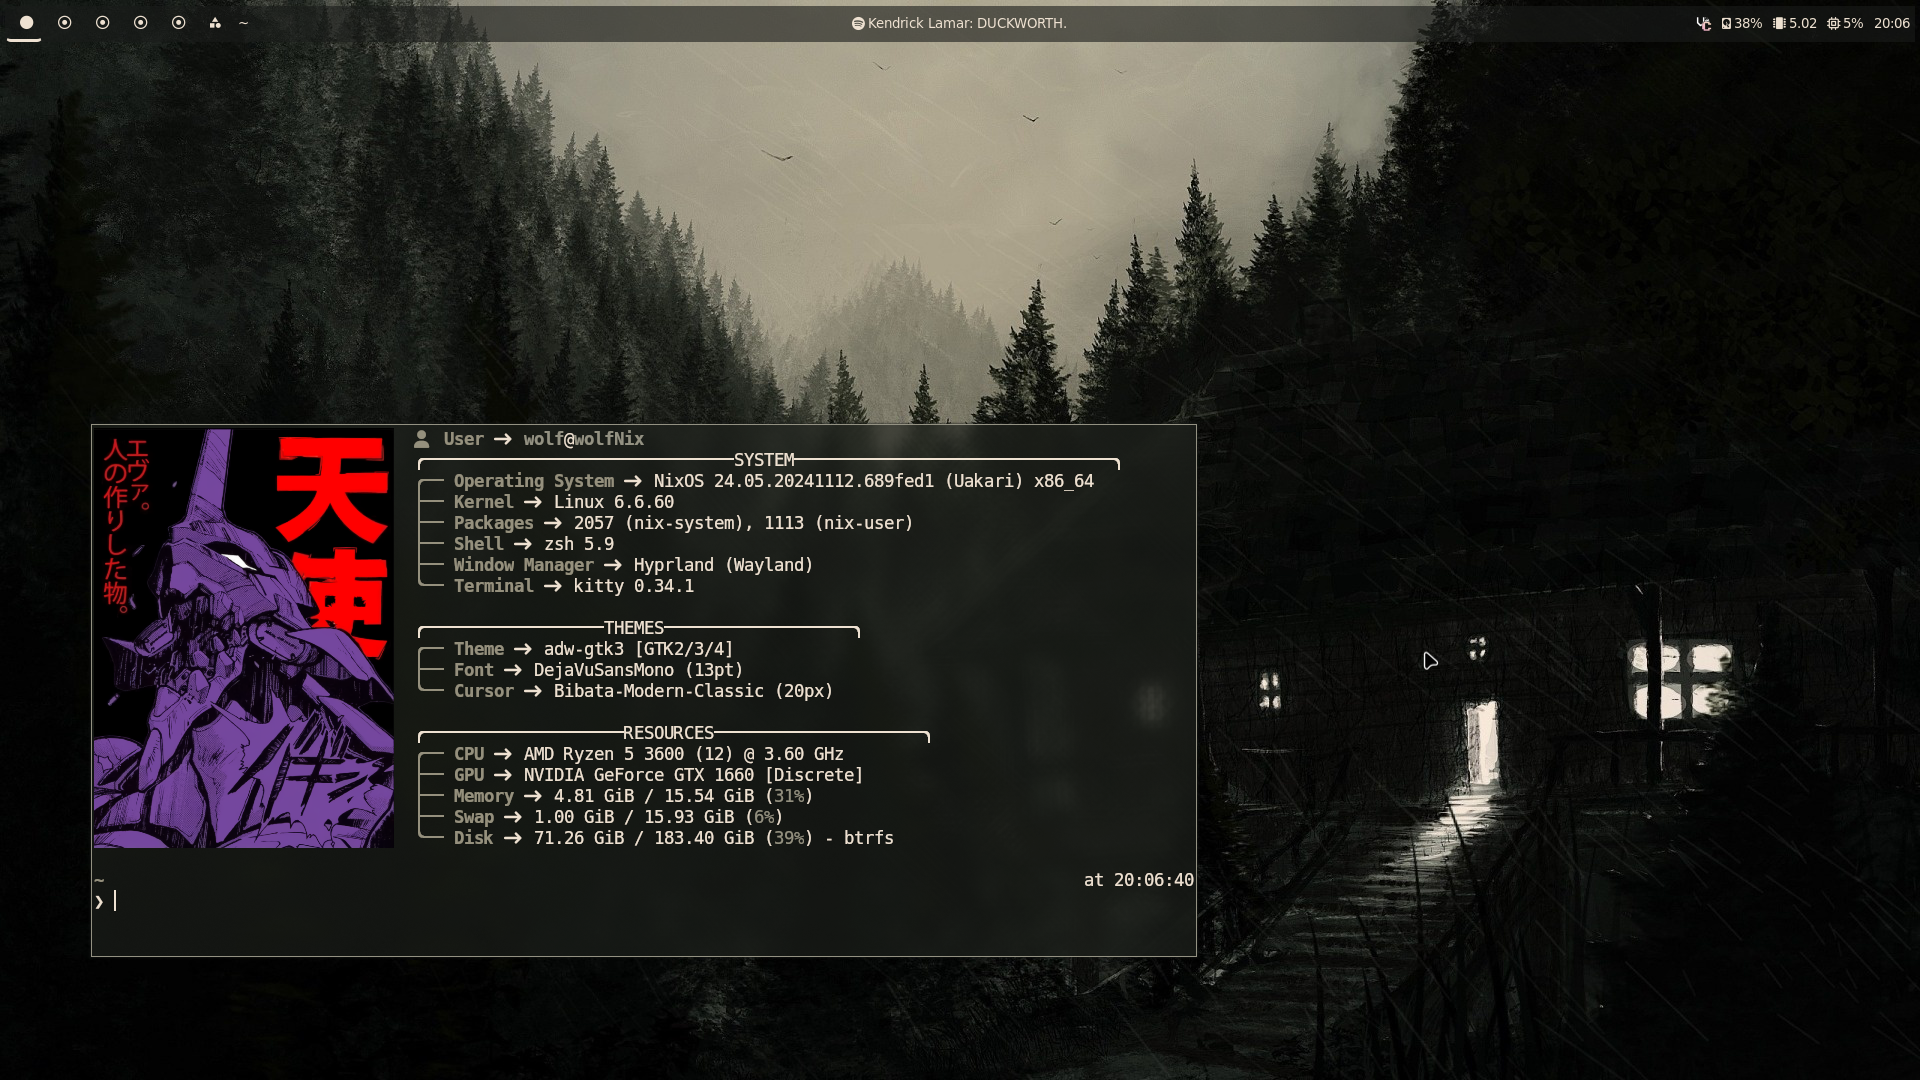 ~
Kendrick Lamar: DUCKWORTH.
38% 5.02 5% 20:06
エヴァ。
人の作りした物。
天使
User → wolf@wolfNix
SYSTEM
Operating System → NixOS 24.05.20241112.689fed1 (Uakari) x86_64
Kernel → Linux 6.6.60
Packages → 2057 (nix-system), 1113 (nix-user)
Shell → zsh 5.9
Window Manager → Hyprland (Wayland)
Terminal → kitty 0.34.1
THEMES
Theme → adw-gtk3 [GTK2/3/4]
Font → DejaVuSansMono (13pt)
Cursor → Bibata-Modern-Classic (20px)
RESOURCES
CPU → AMD Ryzen 5 3600 (12) @ 3.60 GHz
GPU → NVIDIA GeForce GTX 1660 [Discrete]
Memory → 4.81 GiB / 15.54 GiB (31%)
Swap → 1.00 GiB / 15.93 GiB (6%)
Disk → 71.26 GiB / 183.40 GiB (39%) - btrfs
~ at 20:06:40
❯